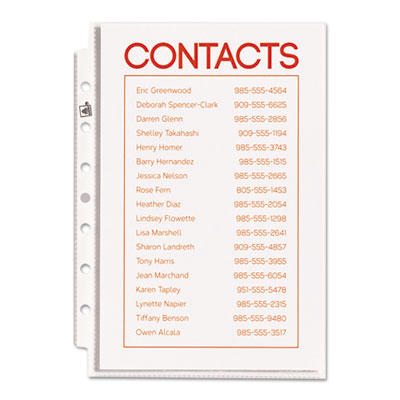 CONTACTS
Eric Greenwood 985-555-4564
Deborah Spencer-Clark 909-555-6625
Darren Glenn 985-555-2856
Shelley Takahashi 909-555-1194
Henry Homer 985-555-3743
Barry Hernandez 985-555-1515
Jessica Nelson 985-555-2665
Rose Fern 805-555-1453
Heather Diaz 985-555-2054
Lindsey Flowette 985-555-1298
Lisa Marshell 985-555-2641
Sharon Landreth 909-555-4857
Tony Harris 985-555-3955
Jean Marchand 985-555-6054
Karen Tapley 951-555-5478
Lynette Napier 985-555-2315
Tiffany Benson 985-555-9480
Owen Alcala 985-555-3517